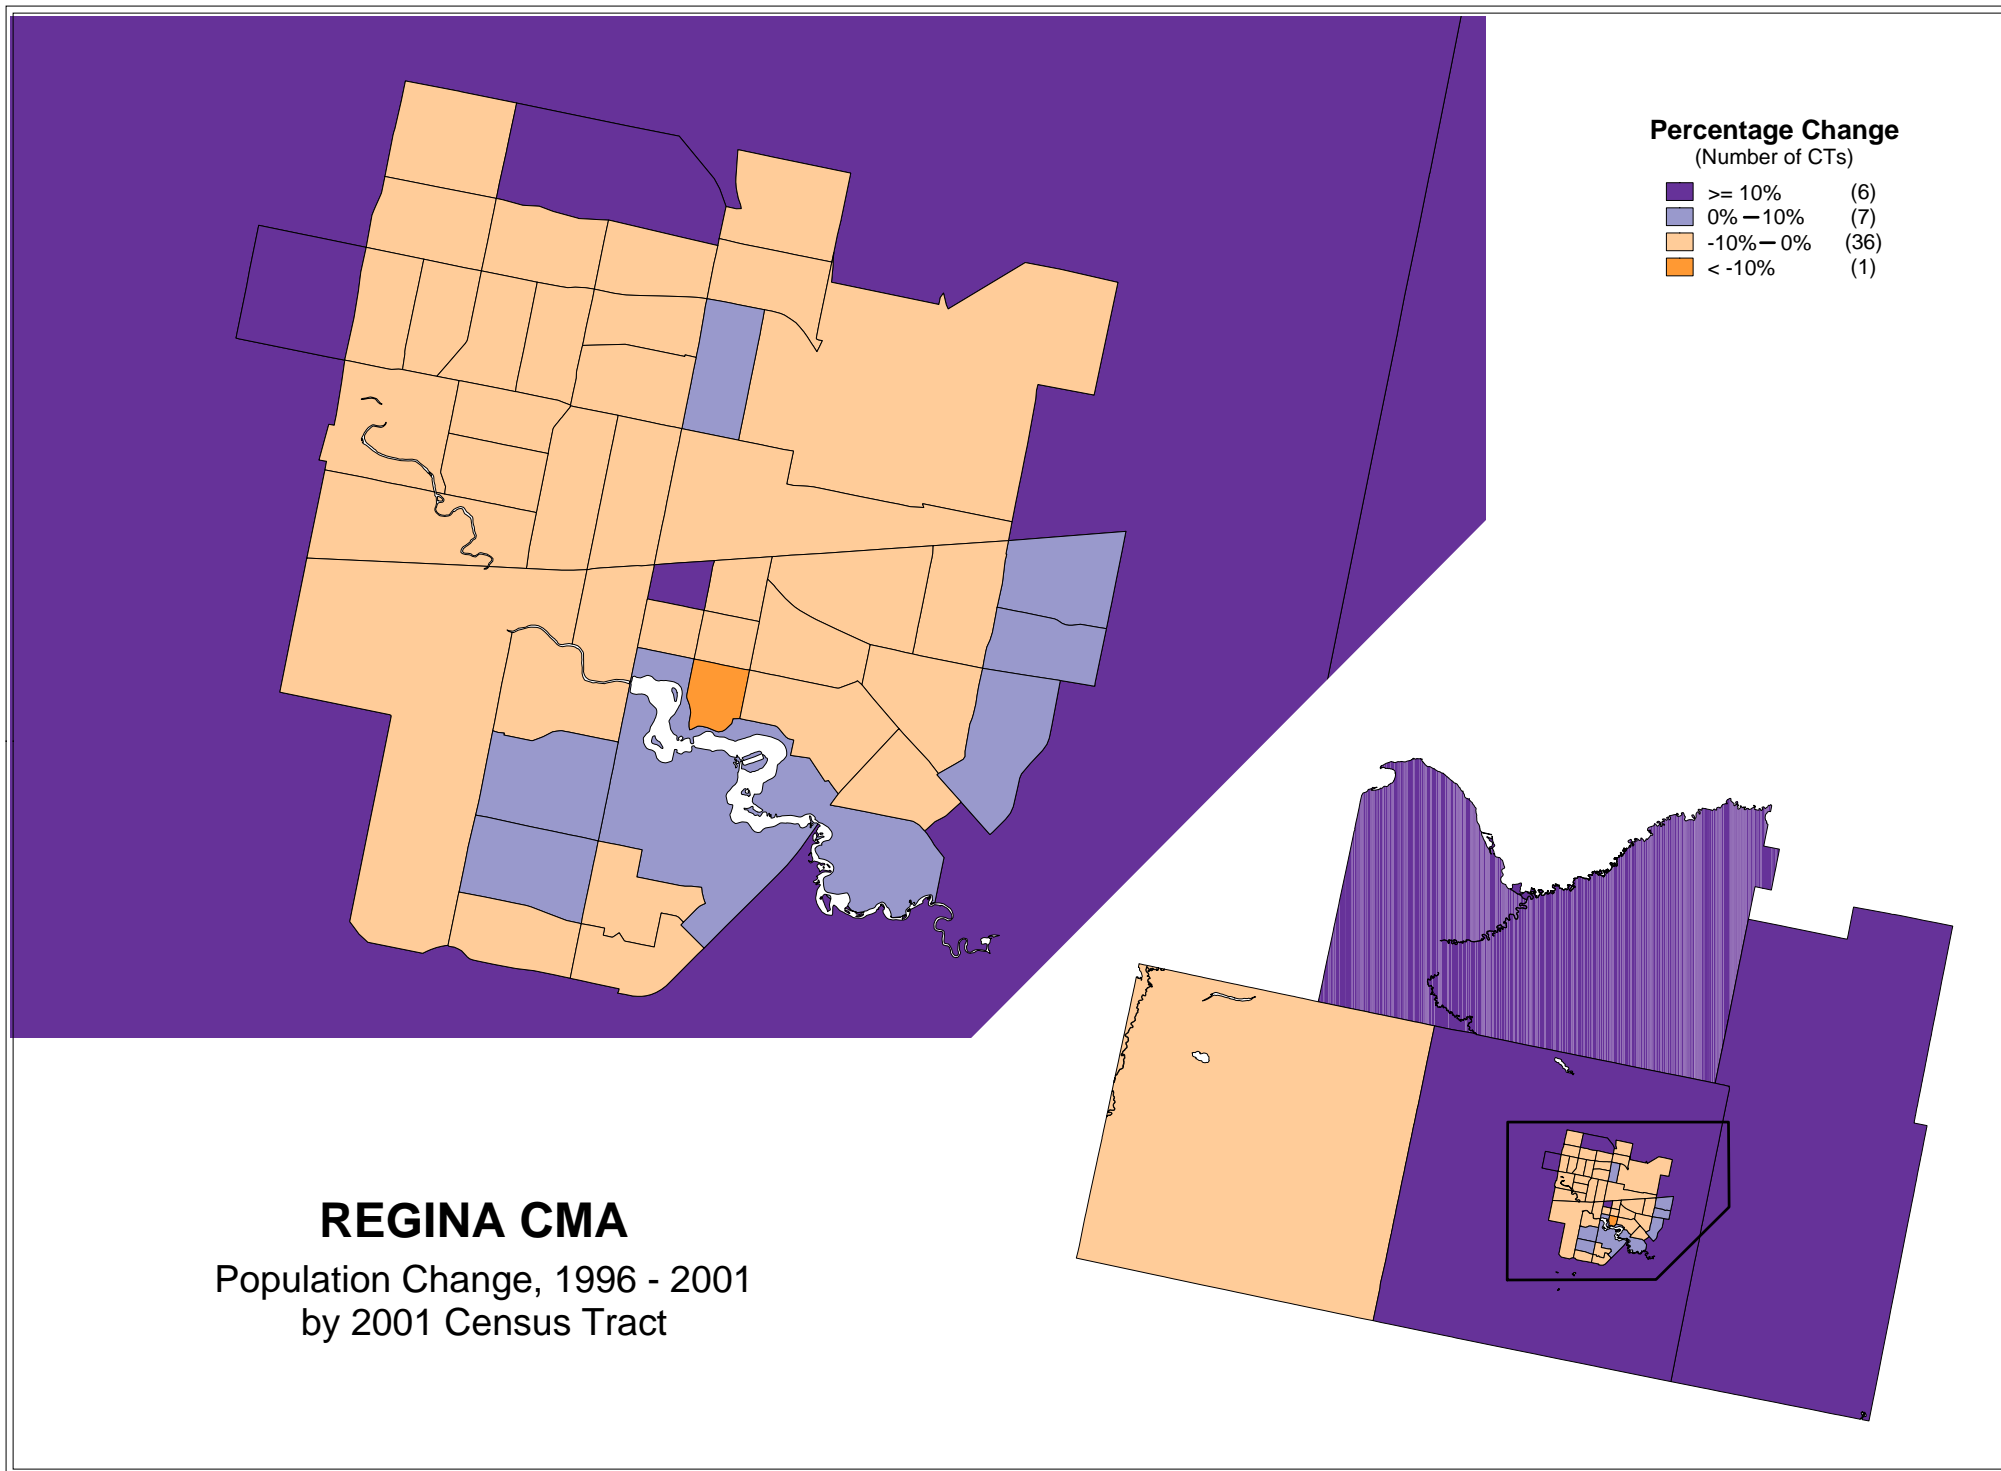 Percentage Change
(Number of CTs)
>= 10% (6)
0% – 10% (7)
-10% – 0% (36)
< -10% (1)
REGINA CMA
Population Change, 1996 - 2001
by 2001 Census Tract